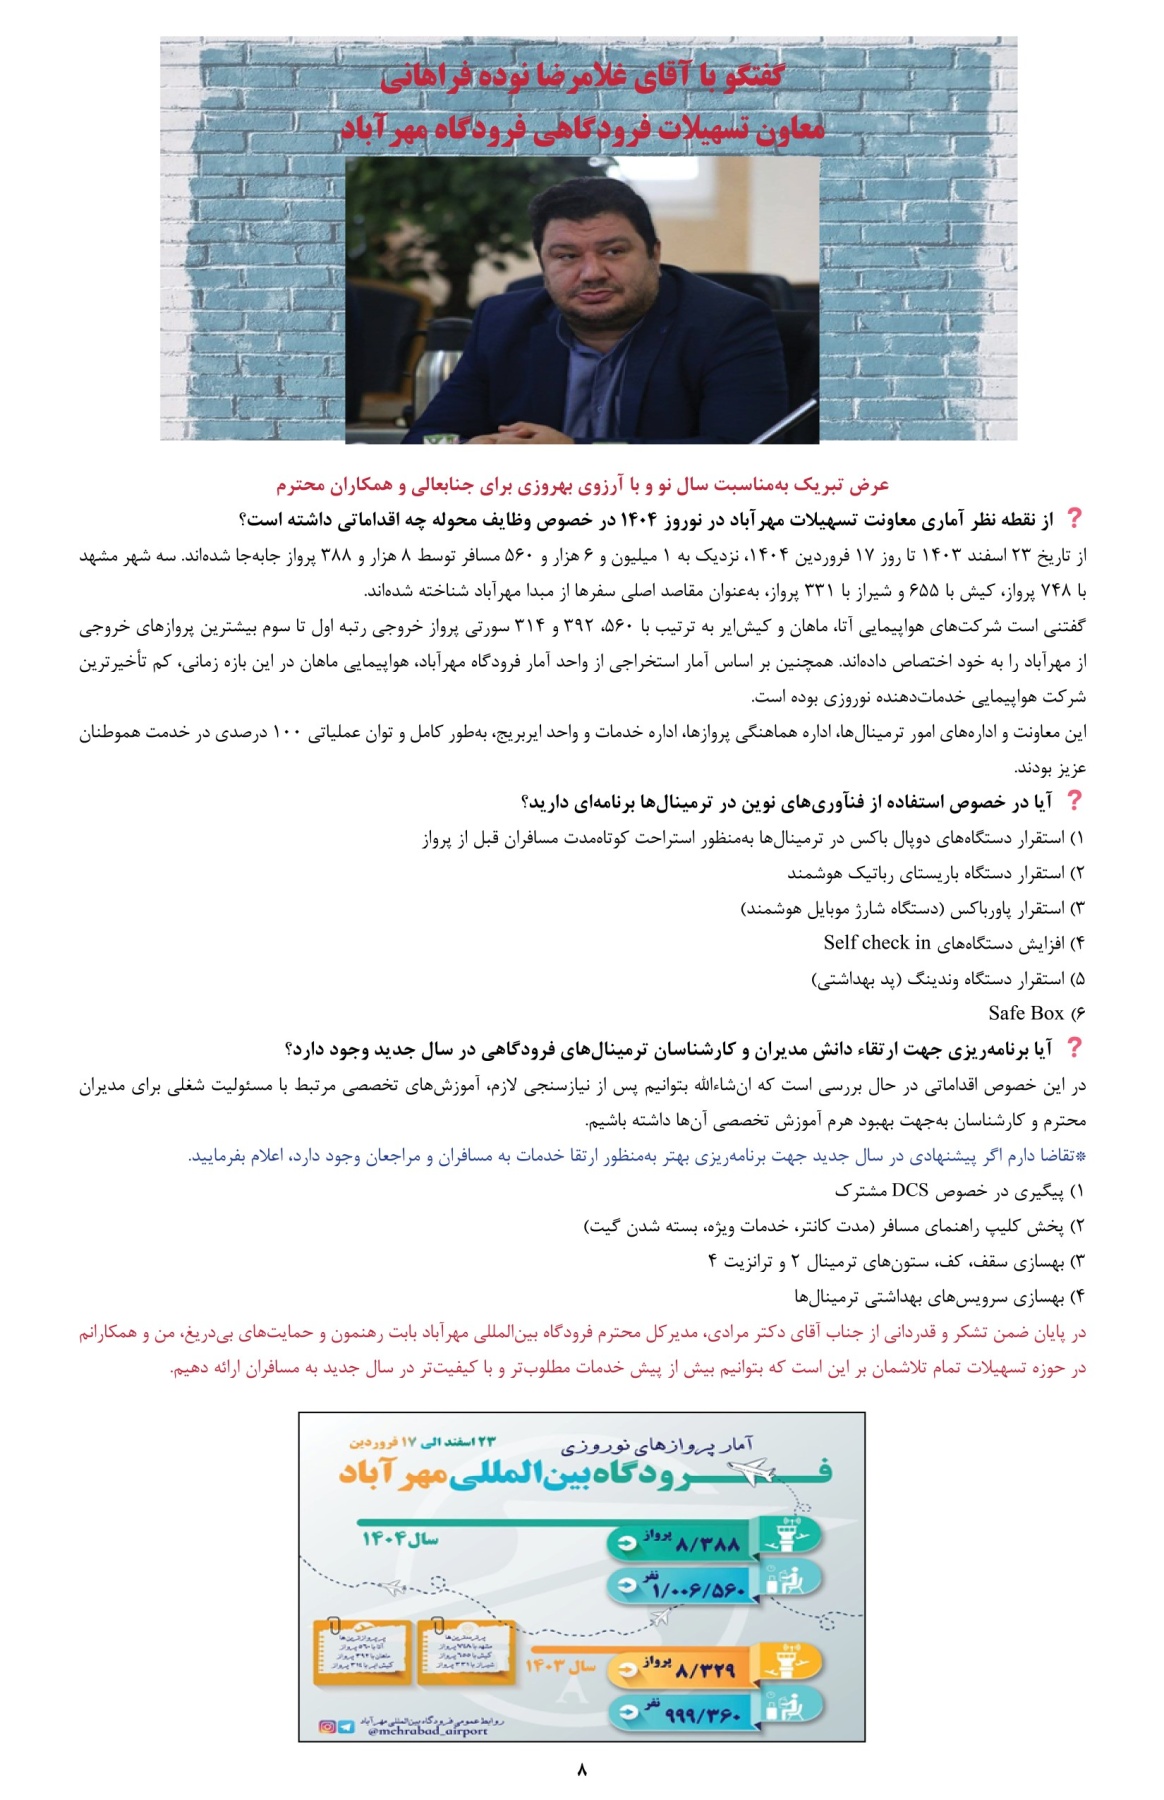 گفتگو با آقای غلامرضا نوده فراهانی
معاون تسهیلات فرودگاهی فرودگاه مهرآباد
عرض تبریک به‌مناسبت سال نو و با آرزوی بهروزی برای جنابعالی و همکاران محترم
? از نقطه نظر آماری معاونت تسهیلات مهرآباد در نوروز ۱۴۰۴ در خصوص وظایف محوله چه اقداماتی داشته است؟
از تاریخ ۲۳ اسفند ۱۴۰۳ تا روز ۱۷ فروردین ۱۴۰۴، نزدیک به ۱ میلیون و ۶ هزار و ۵۶۰ مسافر توسط ۸ هزار و ۳۸۸ پرواز جابه‌جا شده‌اند. سه شهر مشهد
با ۷۴۸ پرواز، کیش با ۶۵۵ و شیراز با ۳۳۱ پرواز، به‌عنوان مقاصد اصلی سفرها از مبدا مهرآباد شناخته شده‌اند.
گفتنی است شرکت‌های هواپیمایی آتا، ماهان و کیش‌ایر به ترتیب با ۵۶۰، ۳۹۲ و ۳۱۴ سورتی پرواز خروجی رتبه اول تا سوم بیشترین پروازهای خروجی
از مهرآباد را به خود اختصاص داده‌اند. همچنین بر اساس آمار استخراجی از واحد آمار فرودگاه مهرآباد، هواپیمایی ماهان در این بازه زمانی، کم تأخیرترین
شرکت هواپیمایی خدمات‌دهنده نوروزی بوده است.
این معاونت و اداره‌های امور ترمینال‌ها، اداره هماهنگی پروازها، اداره خدمات و واحد ایربریج، به‌طور کامل و توان عملیاتی ۱۰۰ درصدی در خدمت هموطنان
عزیز بودند.
? آیا در خصوص استفاده از فنآوری‌های نوین در ترمینال‌ها برنامه‌ای دارید؟
۱) استقرار دستگاه‌های دوپال باکس در ترمینال‌ها به‌منظور استراحت کوتاه‌مدت مسافران قبل از پرواز
۲) استقرار دستگاه باریستای رباتیک هوشمند
۳) استقرار پاورباکس (دستگاه شارژ موبایل هوشمند)
۴) افزایش دستگاه‌های Self check in
۵) استقرار دستگاه وندینگ (پد بهداشتی)
۶) Safe Box
? آیا برنامه‌ریزی جهت ارتقاء دانش مدیران و کارشناسان ترمینال‌های فرودگاهی در سال جدید وجود دارد؟
در این خصوص اقداماتی در حال بررسی است که ان‌شاءالله بتوانیم پس از نیازسنجی لازم، آموزش‌های تخصصی مرتبط با مسئولیت شغلی برای مدیران
محترم و کارشناسان به‌جهت بهبود هرم آموزش تخصصی آن‌ها داشته باشیم.
*تقاضا دارم اگر پیشنهادی در سال جدید جهت برنامه‌ریزی بهتر به‌منظور ارتقا خدمات به مسافران و مراجعان وجود دارد، اعلام بفرمایید.
۱) پیگیری در خصوص DCS مشترک
۲) پخش کلیپ راهنمای مسافر (مدت کانتر، خدمات ویژه، بسته شدن گیت)
۳) بهسازی سقف، کف، ستون‌های ترمینال ۲ و ترانزیت ۴
۴) بهسازی سرویس‌های بهداشتی ترمینال‌ها
در پایان ضمن تشکر و قدردانی از جناب آقای دکتر مرادی، مدیرکل محترم فرودگاه بین‌المللی مهرآباد بابت رهنمون و حمایت‌های بی‌دریغ، من و همکارانم
در حوزه تسهیلات تمام تلاشمان بر این است که بتوانیم بیش از پیش خدمات مطلوب‌تر و با کیفیت‌تر در سال جدید به مسافران ارائه دهیم.
آمار پروازهای نوروزی ۲۳ اسفند الی ۱۷ فروردین
فرودگاه بین‌المللی مهرآباد
سال ۱۴۰۴
۸/۳۸۸ پرواز
۱/۰۰۶/۵۶۰ نفر
سال ۱۴۰۳
۸/۳۲۹ پرواز
۹۹۹/۳۶۰ نفر
مشهد با ۷۴۸ پرواز
کیش با ۶۵۵ پرواز
شیراز با ۳۳۱ پرواز
پر پروازترین‌ها
آتا با ۵۶۰ پرواز
ماهان با ۳۹۲ پرواز
کیش ایر با ۳۱۴ پرواز
روابط عمومی فرودگاه بین‌المللی مهرآباد
@mehrabad_airport
۸